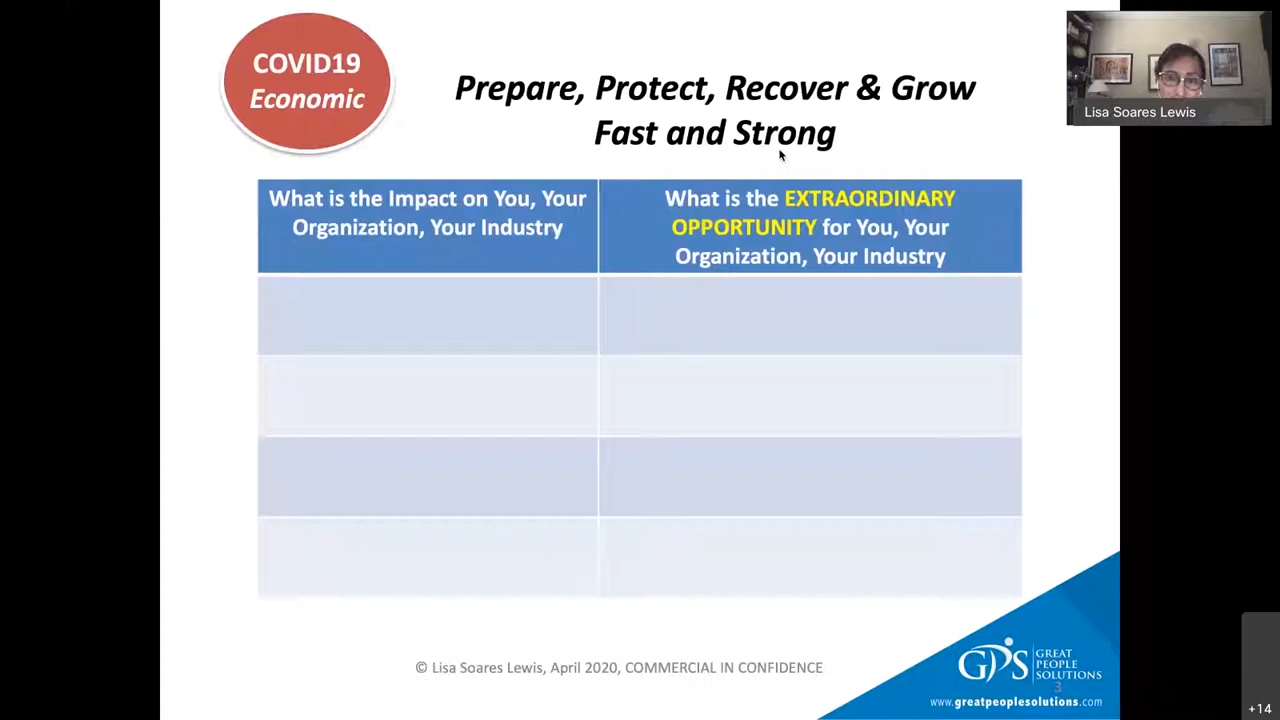 COVID19
Economic
Prepare, Protect, Recover & Grow
Fast and Strong
Lisa Soares Lewis
What is the Impact on You, Your
Organization, Your Industry
What is the EXTRAORDINARY
OPPORTUNITY for You, Your
Organization, Your Industry
© Lisa Soares Lewis, April 2020, COMMERCIAL IN CONFIDENCE
GPS
GREAT
PEOPLE
SOLUTIONS
3
www.greatpeoplesolutions.com
+14